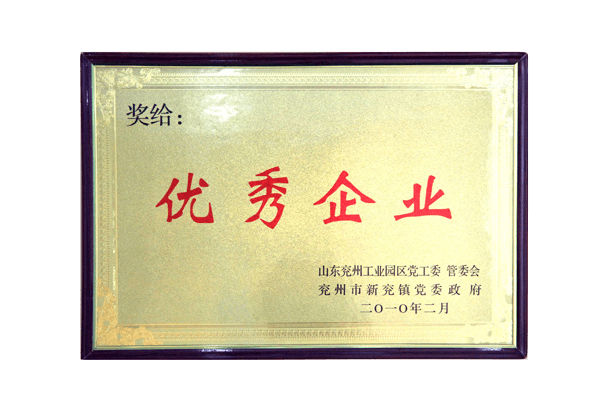 奖给：
优秀企业
山东兖州工业园区党工委 管委会
兖州市新兖镇党委政府
二〇一〇年二月